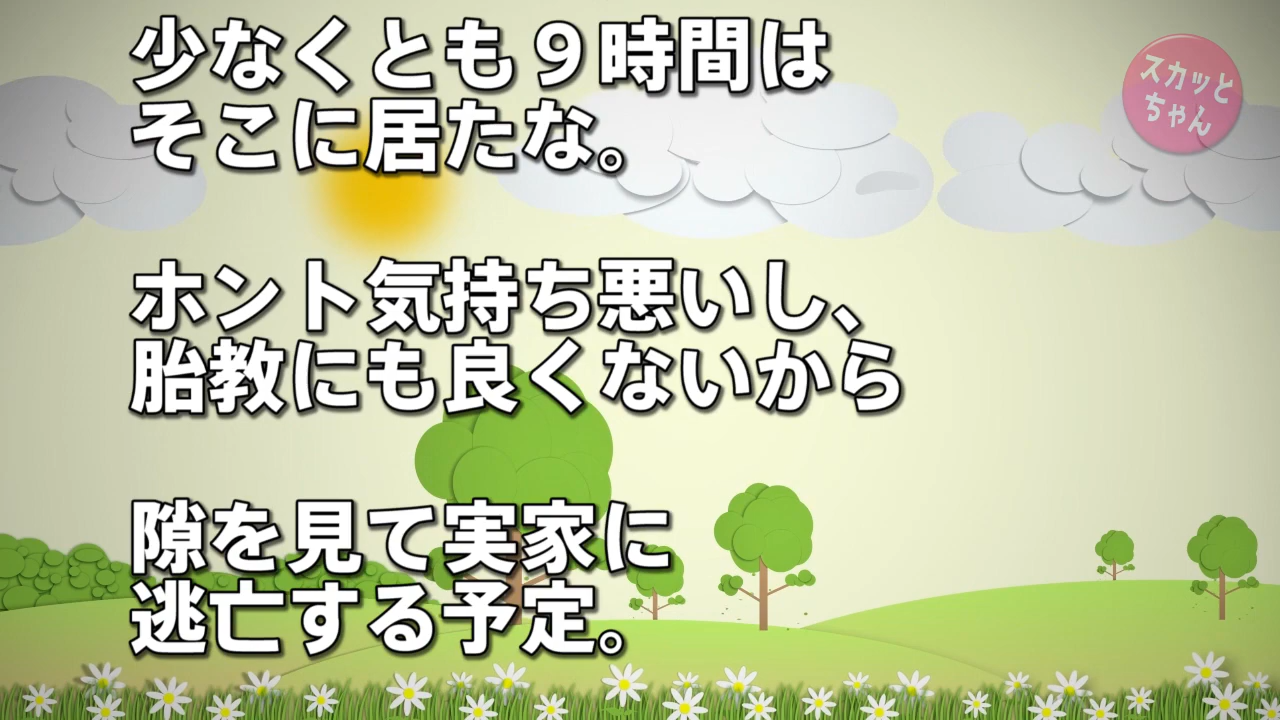 少なくとも９時間は
そこに居たな。
ホント気持ち悪いし、
胎教にも良くないから
隙を見て実家に
逃亡する予定。
スカッと
ちゃん